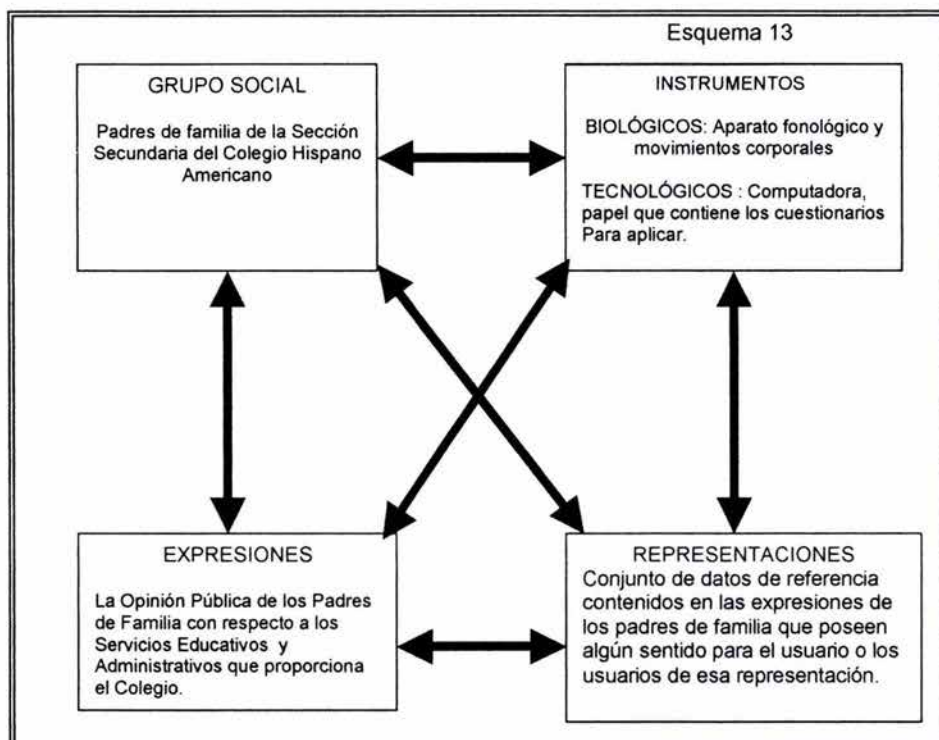 Esquema 13
GRUPO SOCIAL
Padres de familia de la Sección
Secundaria del Colegio Hispano
Americano
INSTRUMENTOS
BIOLÓGICOS: Aparato fonológico y
movimientos corporales
TECNOLÓGICOS : Computadora,
papel que contiene los cuestionarios
Para aplicar.
EXPRESIONES
La Opinión Pública de los Padres
de Familia con respecto a los
Servicios Educativos y
Administrativos que proporciona
el Colegio.
REPRESENTACIONES
Conjunto de datos de referencia
contenidos en las expresiones de
los padres de familia que poseen
algún sentido para el usuario o los
usuarios de esa representación.